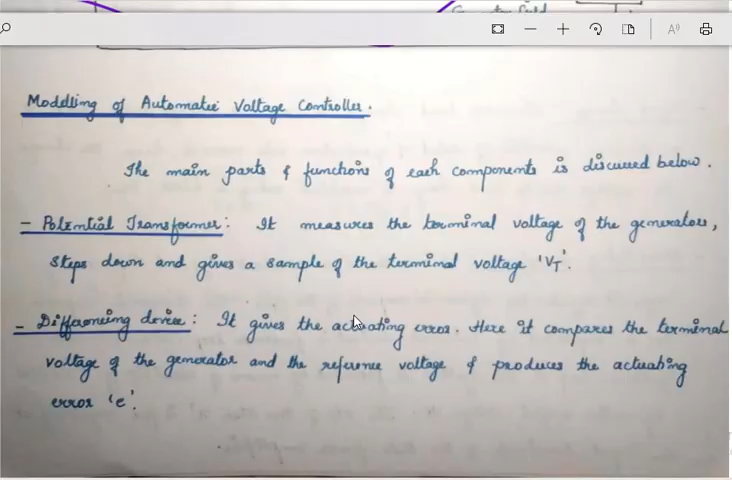 Modelling of Automatic Voltage Controller.
The main parts & functions of each components is discussed below.
- Potential Transformer: It measures the terminal voltage of the generators,
steps down and gives a sample of the terminal voltage 'VT'.
- Differencing device: It gives the actuating error. Here it compares the terminal
voltage of the generator and the reference voltage & produces the actuating
error 'e'.